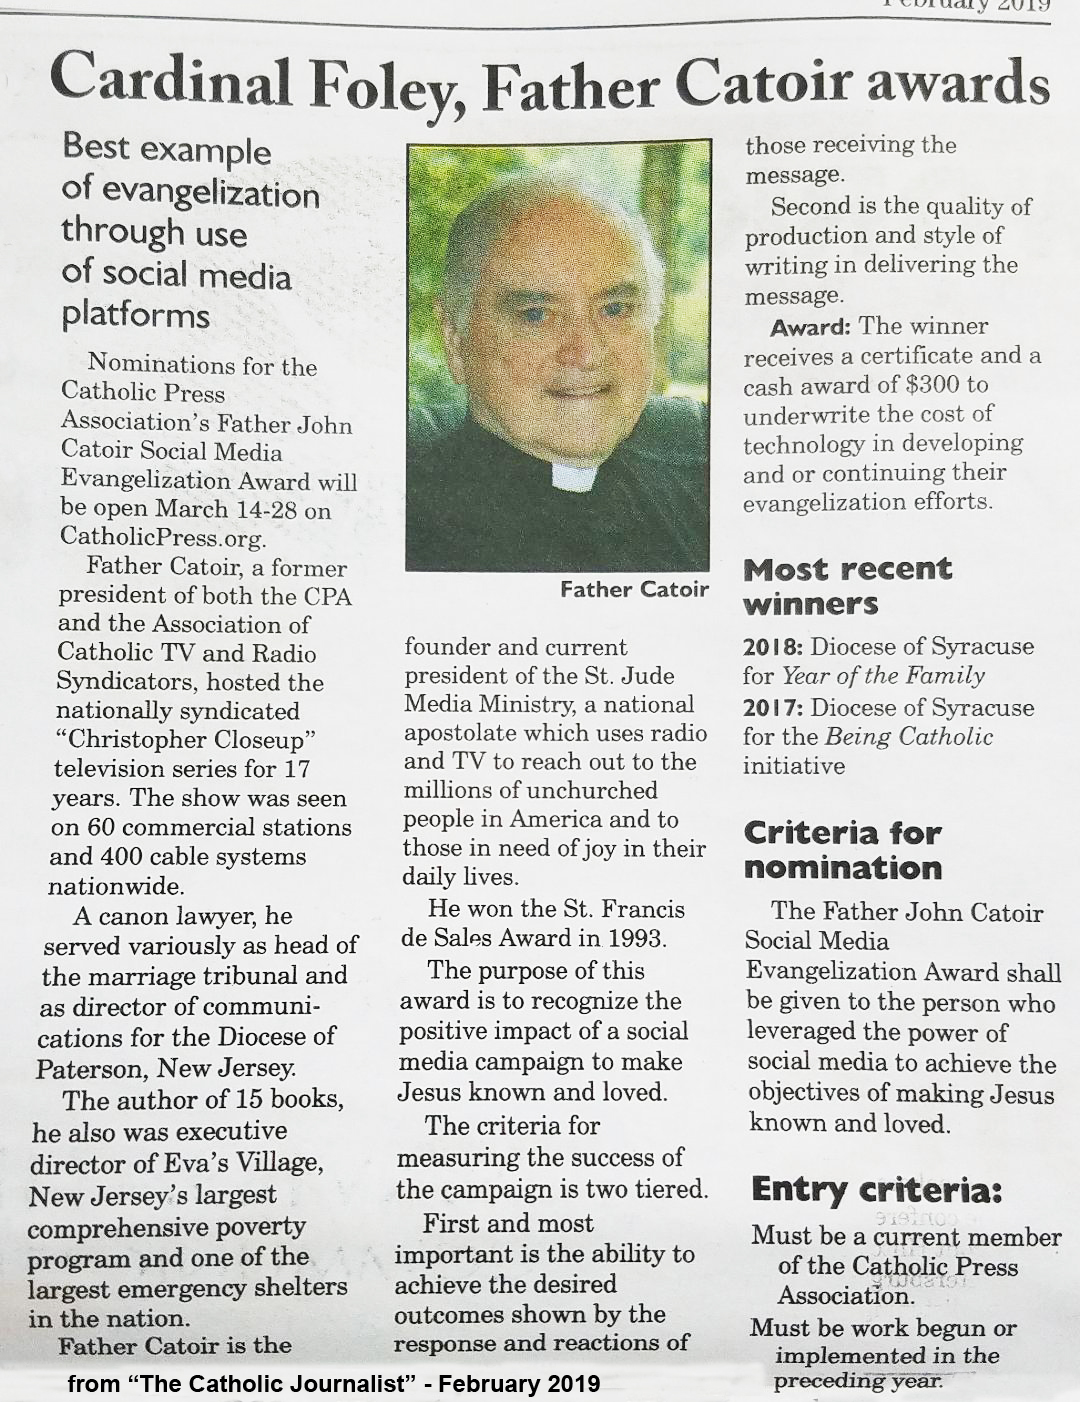 February 2019
Cardinal Foley, Father Catoir awards
Best example
of evangelization
through use
of social media
platforms
Nominations for the
Catholic Press
Association's Father John
Catoir Social Media
Evangelization Award will
be open March 14-28 on
CatholicPress.org.
Father Catoir, a former
president of both the CPA
and the Association of
Catholic TV and Radio
Syndicators, hosted the
nationally syndicated
"Christopher Closeup"
television series for 17
years. The show was seen
on 60 commercial stations
and 400 cable systems
nationwide.
A canon lawyer, he
served variously as head of
the marriage tribunal and
as director of communi-
cations for the Diocese of
Paterson, New Jersey.
The author of 15 books,
he also was executive
director of Eva's Village,
New Jersey's largest
comprehensive poverty
program and one of the
largest emergency shelters
in the nation.
Father Catoir is the
Father Catoir
founder and current
president of the St. Jude
Media Ministry, a national
apostolate which uses radio
and TV to reach out to the
millions of unchurched
people in America and to
those in need of joy in their
daily lives.
He won the St. Francis
de Sales Award in 1993.
The purpose of this
award is to recognize the
positive impact of a social
media campaign to make
Jesus known and loved.
The criteria for
measuring the success of
the campaign is two tiered.
First and most
important is the ability to
achieve the desired
outcomes shown by the
response and reactions of
those receiving the
message.
Second is the quality of
production and style of
writing in delivering the
message.
Award: The winner
receives a certificate and a
cash award of $300 to
underwrite the cost of
technology in developing
and or continuing their
evangelization efforts.
Most recent
winners
2018: Diocese of Syracuse
for Year of the Family
2017: Diocese of Syracuse
for the Being Catholic
initiative
Criteria for
nomination
The Father John Catoir
Social Media
Evangelization Award shall
be given to the person who
leveraged the power of
social media to achieve the
objectives of making Jesus
known and loved.
Entry criteria:
Must be a current member
of the Catholic Press
Association.
Must be work begun or
implemented in the
preceding year.
from "The Catholic Journalist" - February 2019